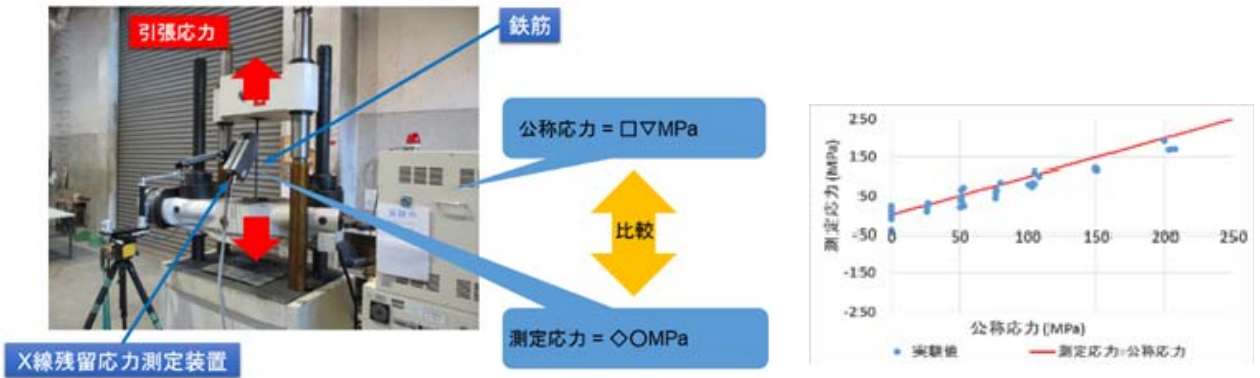 引張応力
鉄筋
公称応力 = □▽MPa
比較
測定応力 = ◇○MPa
X線残留応力測定装置
測定応力(MPa)
250
150
50
-50
-150
-250
0
50
100
150
200
250
公称応力(MPa)
実験値
測定応力=公称応力